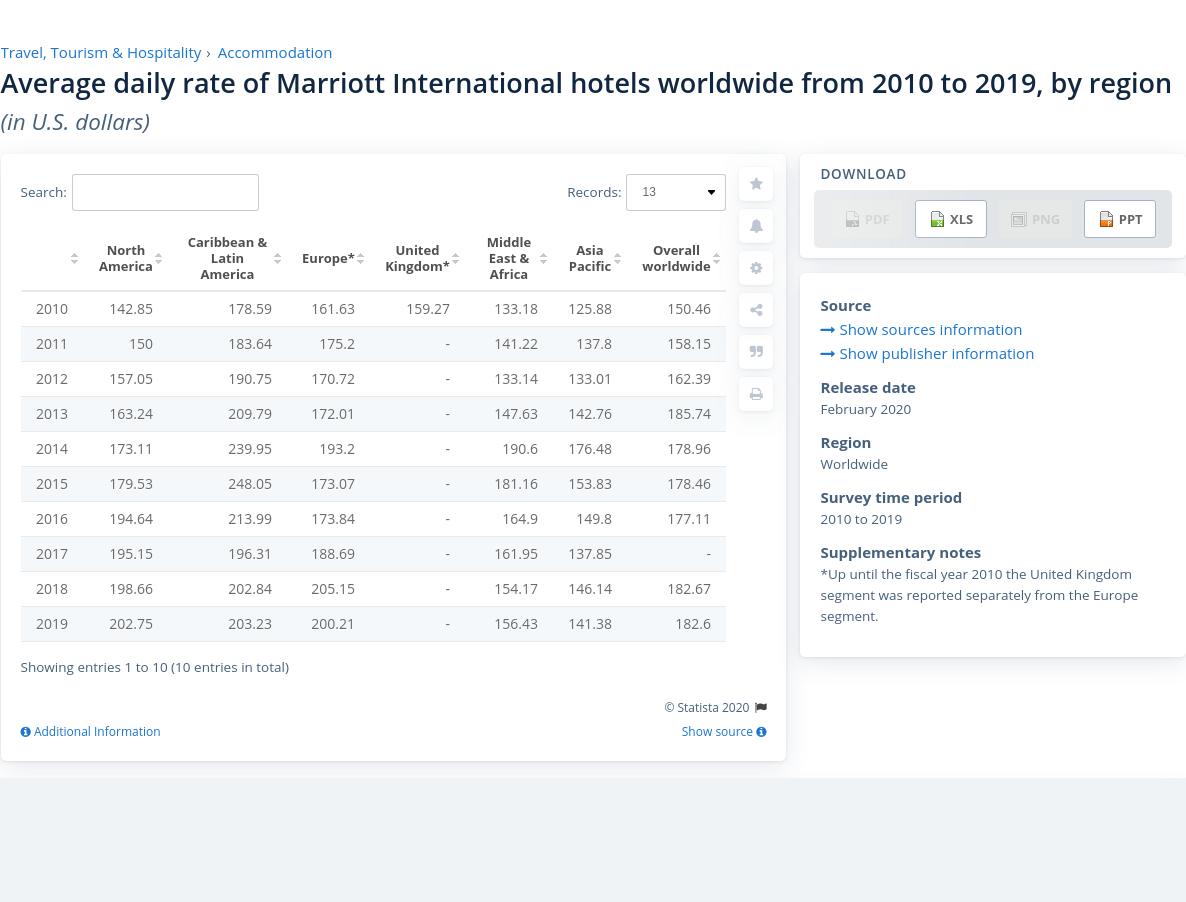 Travel, Tourism & Hospitality › Accommodation
Average daily rate of Marriott International hotels worldwide from 2010 to 2019, by region
(in U.S. dollars)
Search:
Records: 13
North America Caribbean & Latin America Europe* United Kingdom* Middle East & Africa Asia Pacific Overall worldwide
2010 142.85 178.59 161.63 159.27 133.18 125.88 150.46
2011 150 183.64 175.2 - 141.22 137.8 158.15
2012 157.05 190.75 170.72 - 133.14 133.01 162.39
2013 163.24 209.79 172.01 - 147.63 142.76 185.74
2014 173.11 239.95 193.2 - 190.6 176.48 178.96
2015 179.53 248.05 173.07 - 181.16 153.83 178.46
2016 194.64 213.99 173.84 - 164.9 149.8 177.11
2017 195.15 196.31 188.69 - 161.95 137.85 -
2018 198.66 202.84 205.15 - 154.17 146.14 182.67
2019 202.75 203.23 200.21 - 156.43 141.38 182.6
Showing entries 1 to 10 (10 entries in total)
© Statista 2020
Additional Information
Show source
DOWNLOAD
PDF XLS PNG PPT
Source
Show sources information
Show publisher information
Release date
February 2020
Region
Worldwide
Survey time period
2010 to 2019
Supplementary notes
*Up until the fiscal year 2010 the United Kingdom
segment was reported separately from the Europe
segment.